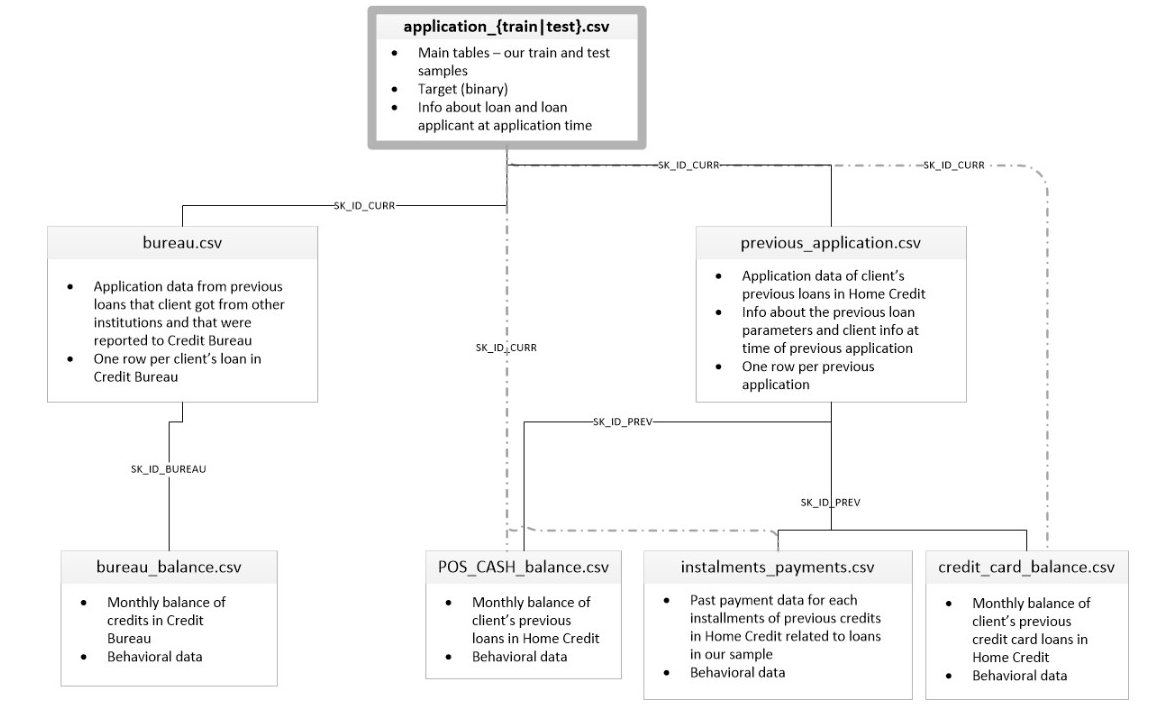 application_{train|test}.csv
• Main tables – our train and test
samples
• Target (binary)
• Info about loan and loan
applicant at application time
SK_ID_CURR
SK_ID_CURR
SK_ID_CURR
bureau.csv
• Application data from previous
loans that client got from other
institutions and that were
reported to Credit Bureau
• One row per client's loan in
Credit Bureau
previous_application.csv
• Application data of client's
previous loans in Home Credit
• Info about the previous loan
parameters and client info at
time of previous application
• One row per previous
application
SK_ID_CURR
SK_ID_PREV
SK_ID_BUREAU
SK_ID_PREV
bureau_balance.csv
• Monthly balance of
credits in Credit
Bureau
• Behavioral data
POS_CASH_balance.csv
• Monthly balance of
client's previous
loans in Home Credit
• Behavioral data
instalments_payments.csv
• Past payment data for each
installments of previous credits
in Home Credit related to loans
in our sample
• Behavioral data
credit_card_balance.csv
• Monthly balance of
client's previous
credit card loans in
Home Credit
• Behavioral data